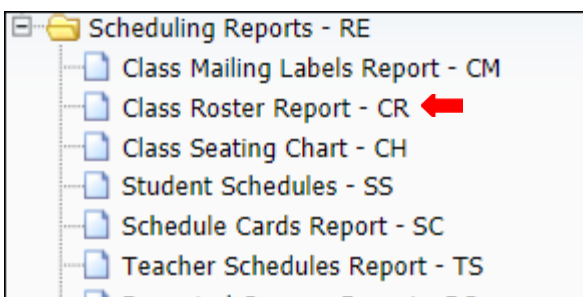 Scheduling Reports - RE
Class Mailing Labels Report - CM
Class Roster Report - CR
Class Seating Chart - CH
Student Schedules - SS
Schedule Cards Report - SC
Teacher Schedules Report - TS